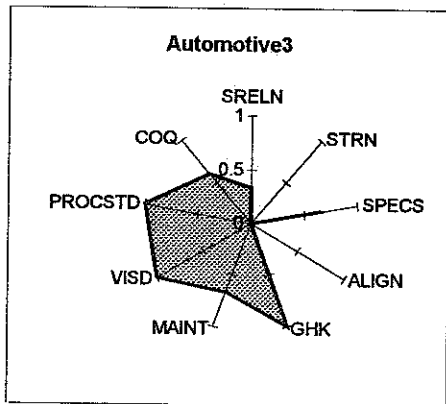 Automotive3
SRELN
1
COQ
STRN
0.5
PROCSTD
SPECS
0
VISD
ALIGN
MAINT
GHK